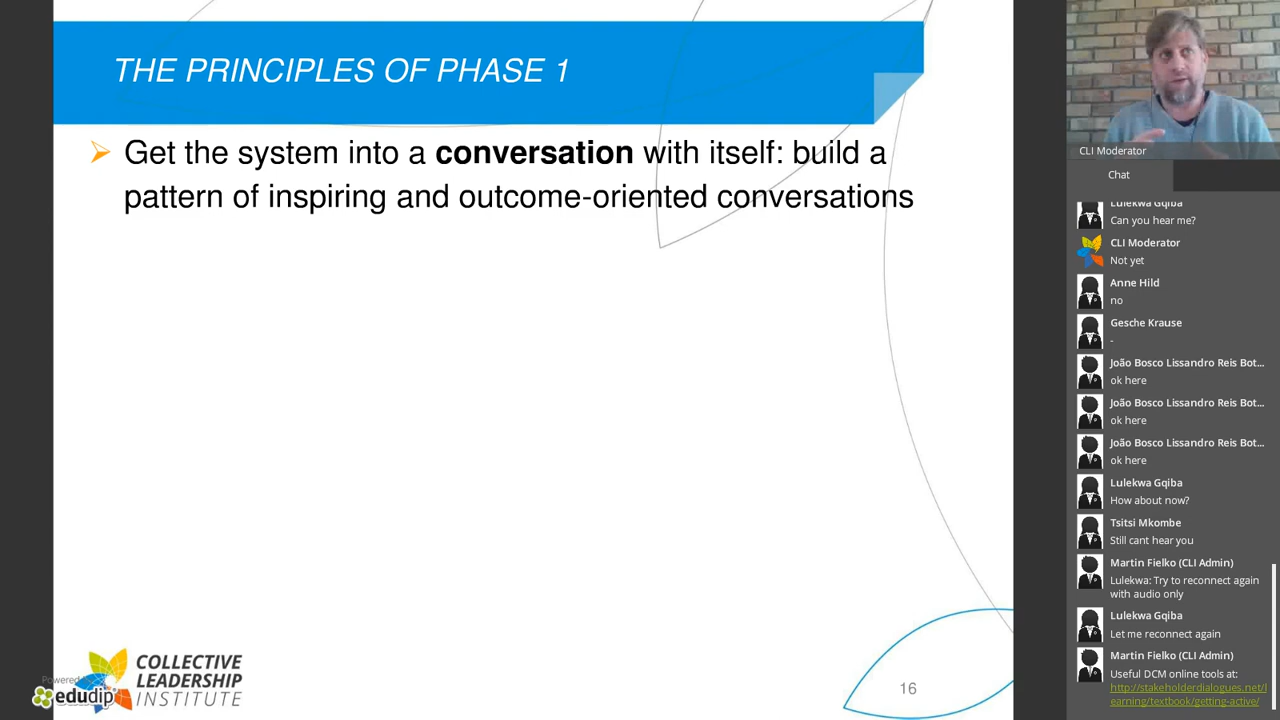 THE PRINCIPLES OF PHASE 1
Get the system into a conversation with itself: build a
pattern of inspiring and outcome-oriented conversations
COLLECTIVE
LEADERSHIP
INSTITUTE
Powered by
edudip
16
CLI Moderator
Chat
Lulekwa Gqiba
Can you hear me?
CLI Moderator
Not yet
Anne Hild
no
Gesche Krause
-
João Bosco Lissandro Reis Bot...
ok here
João Bosco Lissandro Reis Bot...
ok here
João Bosco Lissandro Reis Bot...
ok here
Lulekwa Gqiba
How about now?
Tsitsi Mkombe
Still cant hear you
Martin Fielko (CLI Admin)
Lulekwa: Try to reconnect again
with audio only
Lulekwa Gqiba
Let me reconnect again
Martin Fielko (CLI Admin)
Useful DCM online tools at:
http://stakeholderdialogues.net/l
earning/textbook/getting-active/